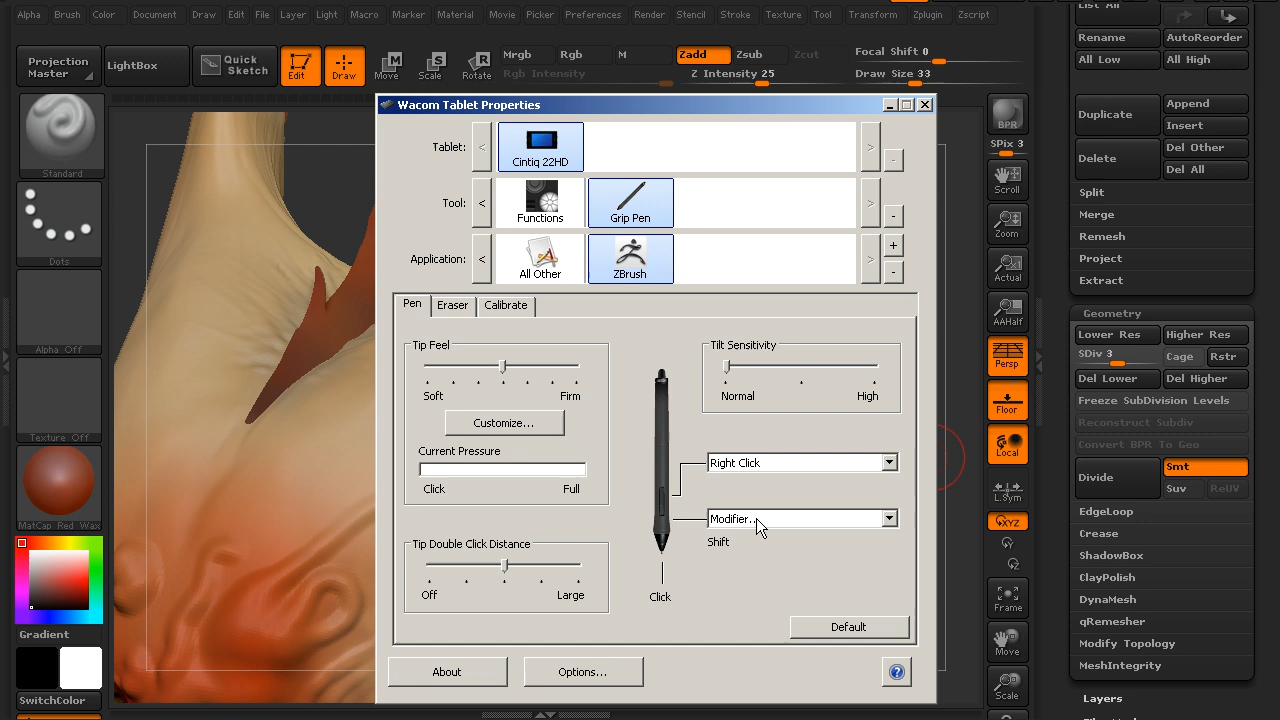 Alpha Brush Color Document Draw Edit File Layer Light Macro Marker Material Movie Picker Preferences Render Stencil Stroke Texture Tool Transform Zplugin Zscript
Projection Master
LightBox
Quick Sketch
Edit
Draw
Move
Scale
Rotate
Mrgb Rgb M Zadd Zsub Zcut
Rgb Intensity
Z Intensity 25
Focal Shift 0
Draw Size 33
Standard
Dots
Alpha Off
Texture Off
MatCap Red Wax
Gradient
SwitchColor
Wacom Tablet Properties
Tablet: < Cintiq 22HD > -
Tool: < Functions Grip Pen > -
Application: < All Other ZBrush > + -
Pen Eraser Calibrate
Tip Feel
Soft Firm
Customize...
Current Pressure
Click Full
Tip Double Click Distance
Off Large
Tilt Sensitivity
Normal High
Right Click
Modifier...
Shift
Click
Default
About
Options...
?
BPR
SPix 3
Scroll
Zoom
Actual
AAHalf
Persp
Floor
Local
L.Sym
XYZ
Y
Z
Frame
Move
Scale
List All
Rename AutoReorder
All Low All High
Duplicate Append
Insert
Delete Del Other
Del All
Split
Merge
Remesh
Project
Extract
Geometry
Lower Res Higher Res
SDiv 3 Cage Rstr
Del Lower Del Higher
Freeze SubDivision Levels
Reconstruct Subdiv
Convert BPR To Geo
Divide Smt
Suv ReUV
EdgeLoop
Crease
ShadowBox
ClayPolish
DynaMesh
qRemesher
Modify Topology
MeshIntegrity
Layers